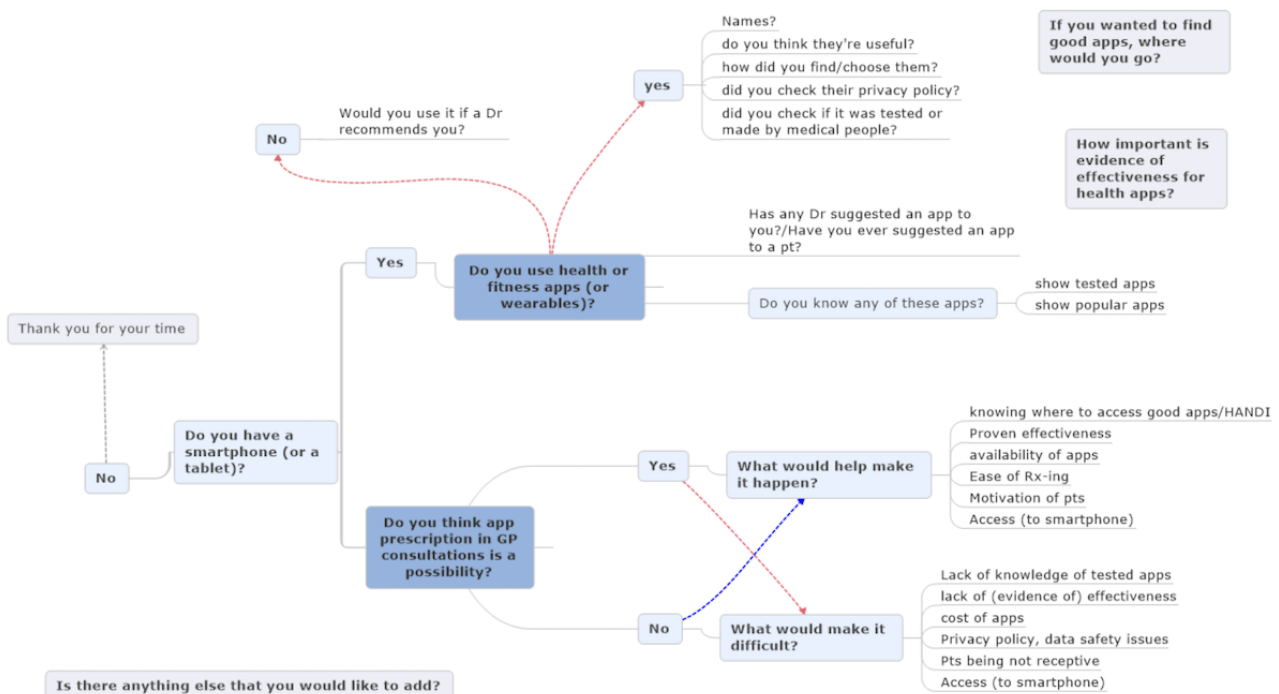 Names?
do you think they're useful?
how did you find/choose them?
did you check their privacy policy?
did you check if it was tested or
made by medical people?
yes
If you wanted to find
good apps, where
would you go?
Would you use it if a Dr
recommends you?
No
How important is
evidence of
effectiveness for
health apps?
Has any Dr suggested an app to
you?/Have you ever suggested an app
to a pt?
Yes
Do you use health or
fitness apps (or
wearables)?
Do you know any of these apps?
show tested apps
show popular apps
Thank you for your time
Do you have a
smartphone (or a
tablet)?
No
Yes
What would help make
it happen?
knowing where to access good apps/HANDI
Proven effectiveness
availability of apps
Ease of Rx-ing
Motivation of pts
Access (to smartphone)
Do you think app
prescription in GP
consultations is a
possibility?
No
What would make it
difficult?
Lack of knowledge of tested apps
lack of (evidence of) effectiveness
cost of apps
Privacy policy, data safety issues
Pts being not receptive
Access (to smartphone)
Is there anything else that you would like to add?